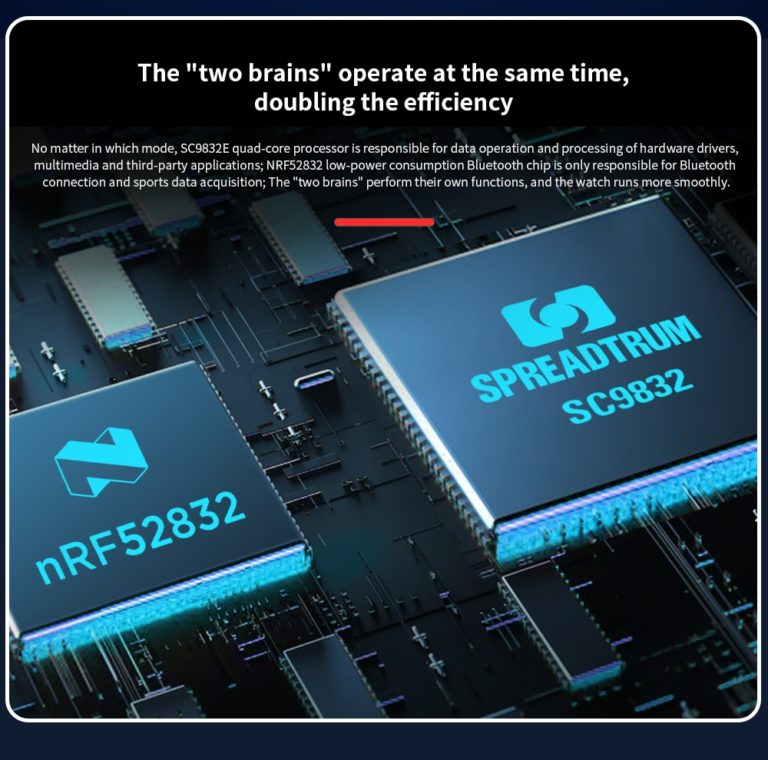 The "two brains" operate at the same time,
doubling the efficiency
No matter in which mode, SC9832E quad-core processor is responsible for data operation and processing of hardware drivers,
multimedia and third-party applications; NRF52832 low-power consumption Bluetooth chip is only responsible for Bluetooth
connection and sports data acquisition; The "two brains" perform their own functions, and the watch runs more smoothly.
SPREADTRUM
SC9832
nRF52832